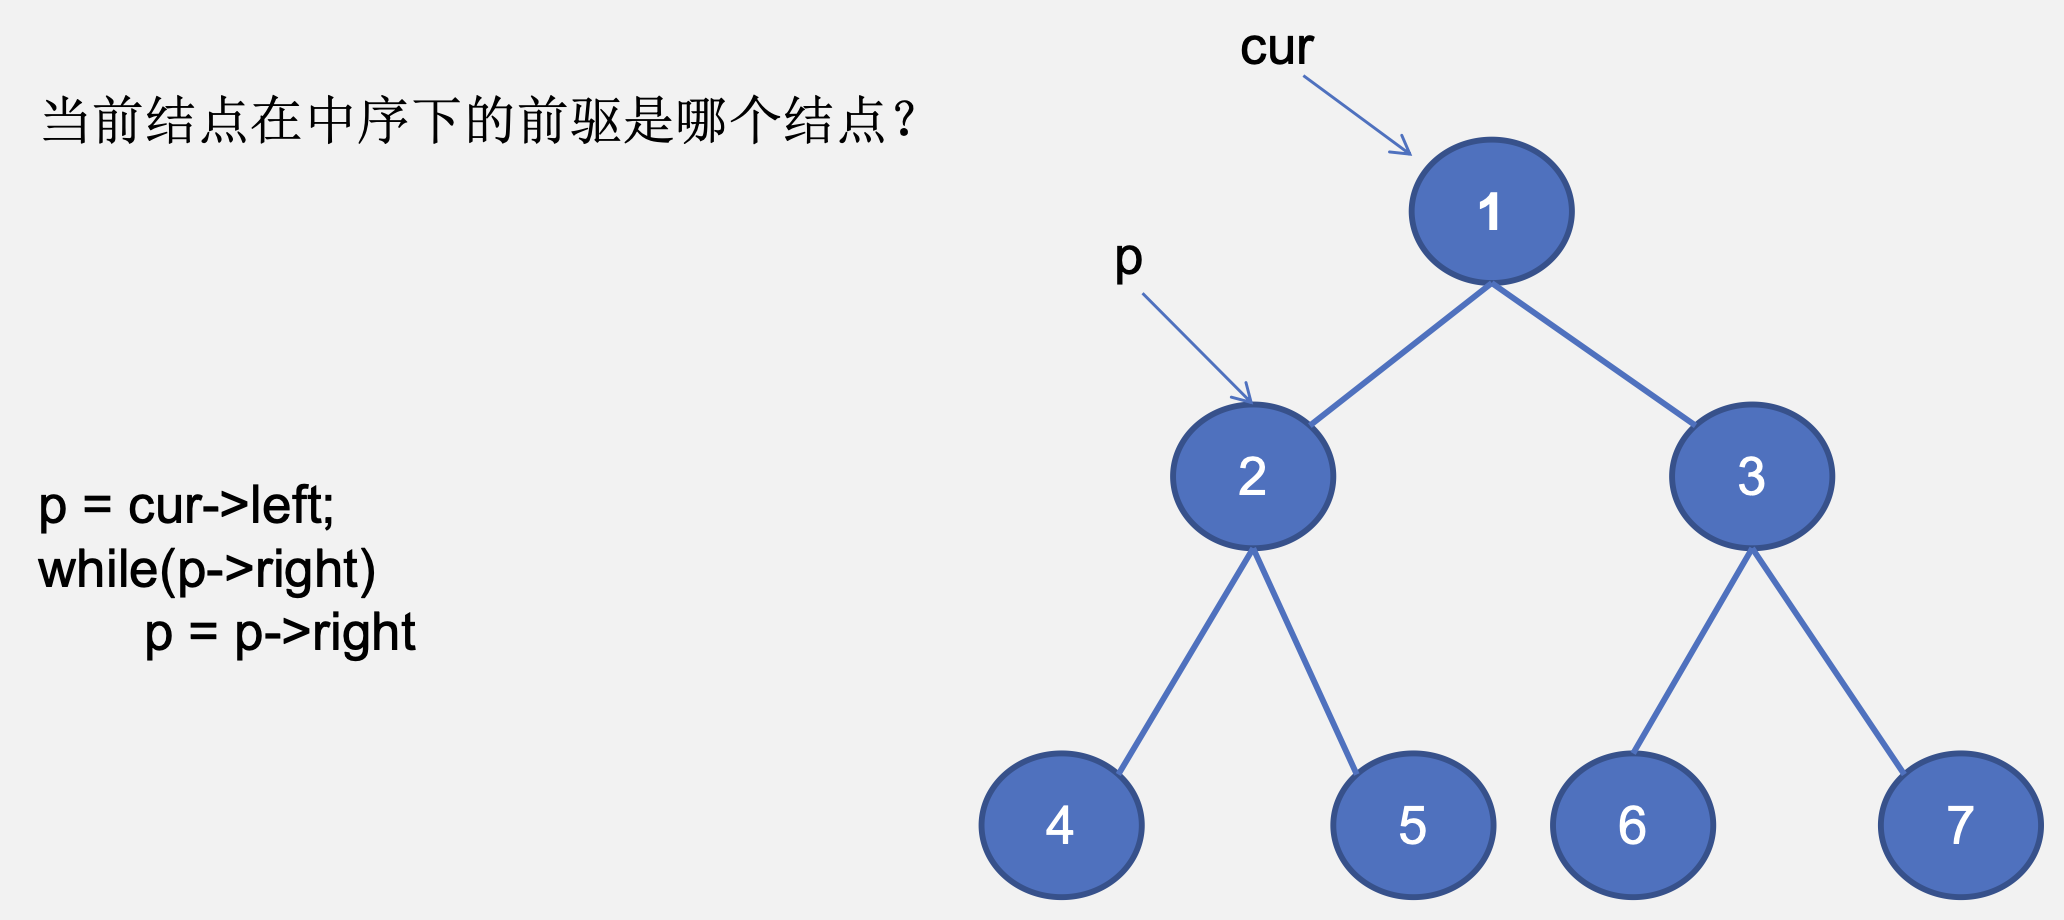 cur
当前结点在中序下的前驱是哪个结点？
1
p
2
3
p = cur->left;
while(p->right)
p = p->right
4
5
6
7